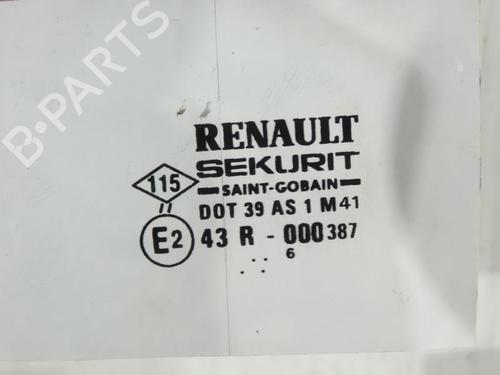 B-PARTS
RENAULT
SEKURIT
115
SAINT-GOBAIN
DOT 39 AS 1 M41
E2
43 R - 000387
6